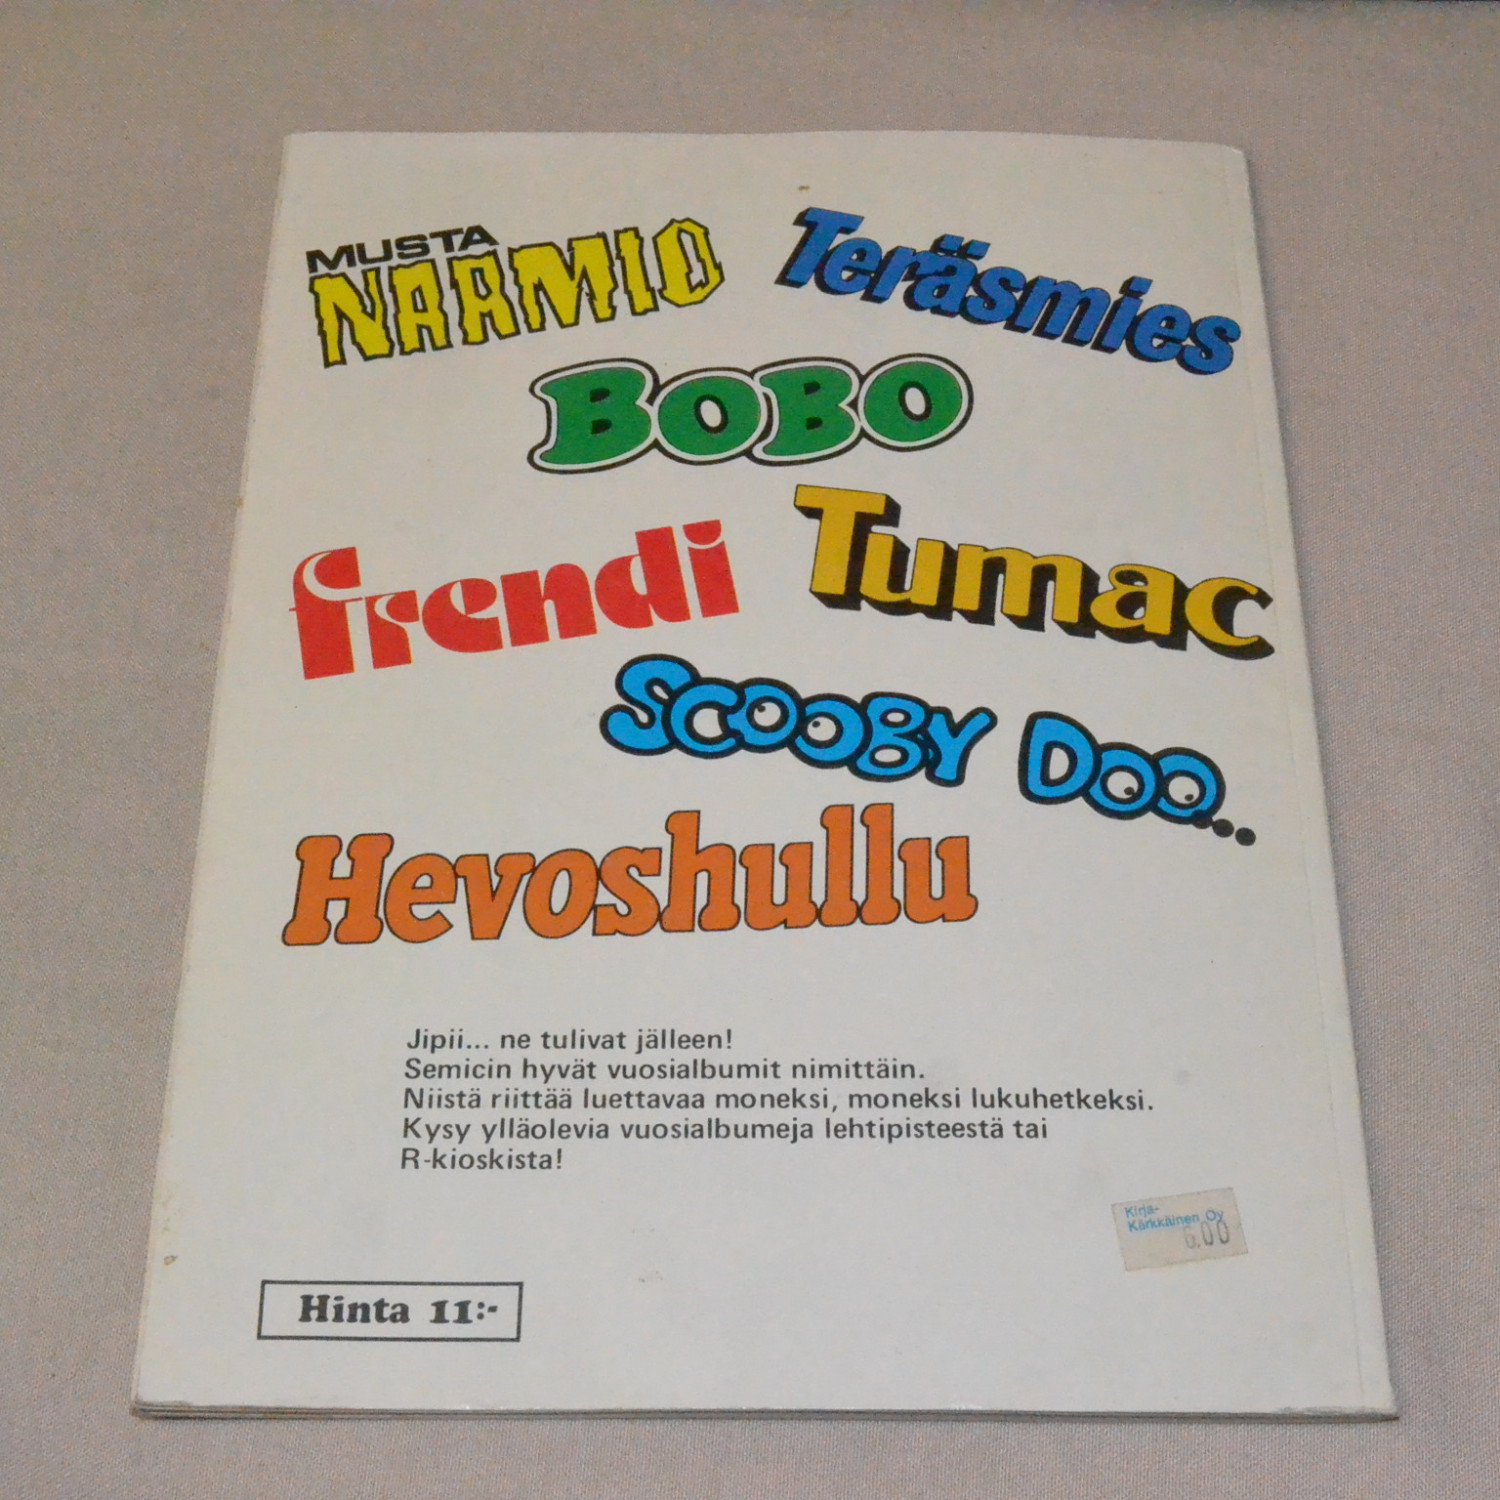 MUSTA
NAAMIO
Teräsmies
BOBO
frendi
Tumac
SCOOBY DOO...
Hevoshullu
Jipii... ne tulivat jälleen!
Semicin hyvät vuosialbumit nimittäin.
Niistä riittää luettavaa moneksi, moneksi lukuhetkeksi.
Kysy ylläolevia vuosialbumeja lehtipisteestä tai
R-kioskista!
Kirja-
Kärkkäinen Oy
6.00
Hinta 11:-